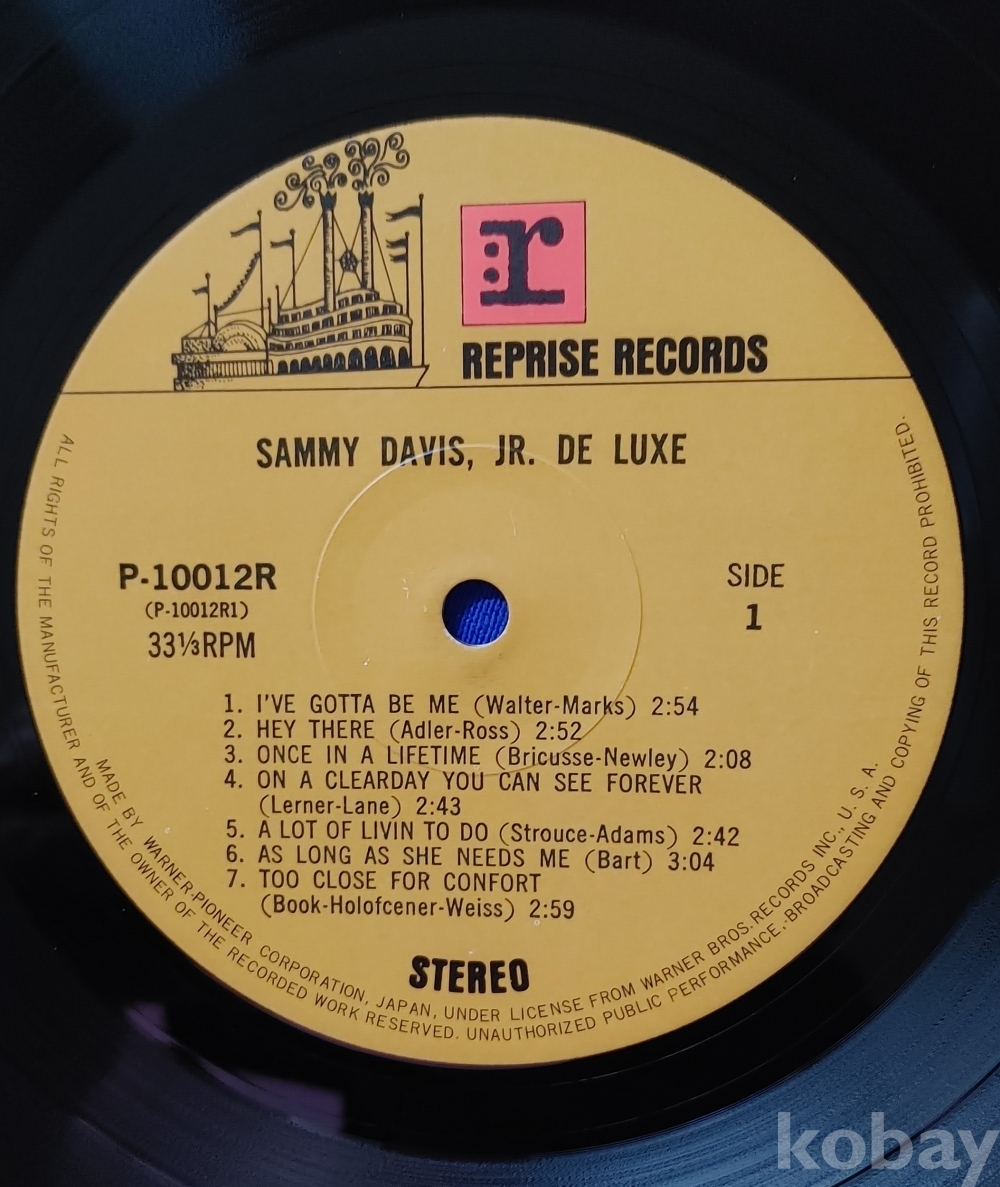 r
REPRISE RECORDS
SAMMY DAVIS, JR. DE LUXE
P-10012R
(P-10012R1)
33⅓RPM
SIDE
1
1. I'VE GOTTA BE ME (Walter-Marks) 2:54
2. HEY THERE (Adler-Ross) 2:52
3. ONCE IN A LIFETIME (Bricusse-Newley) 2:08
4. ON A CLEARDAY YOU CAN SEE FOREVER
(Lerner-Lane) 2:43
5. A LOT OF LIVIN TO DO (Strouce-Adams) 2:42
6. AS LONG AS SHE NEEDS ME (Bart) 3:04
7. TOO CLOSE FOR CONFORT
(Book-Holofcener-Weiss) 2:59
STEREO
MADE BY WARNER-PIONEER CORPORATION, JAPAN, UNDER LICENSE FROM WARNER BROS. RECORDS INC., U. S. A.
ALL RIGHTS OF THE MANUFACTURER AND OF THE OWNER OF THE RECORDED WORK RESERVED. UNAUTHORIZED PUBLIC PERFORMANCE, BROADCASTING AND COPYING OF THIS RECORD PROHIBITED.
kobay